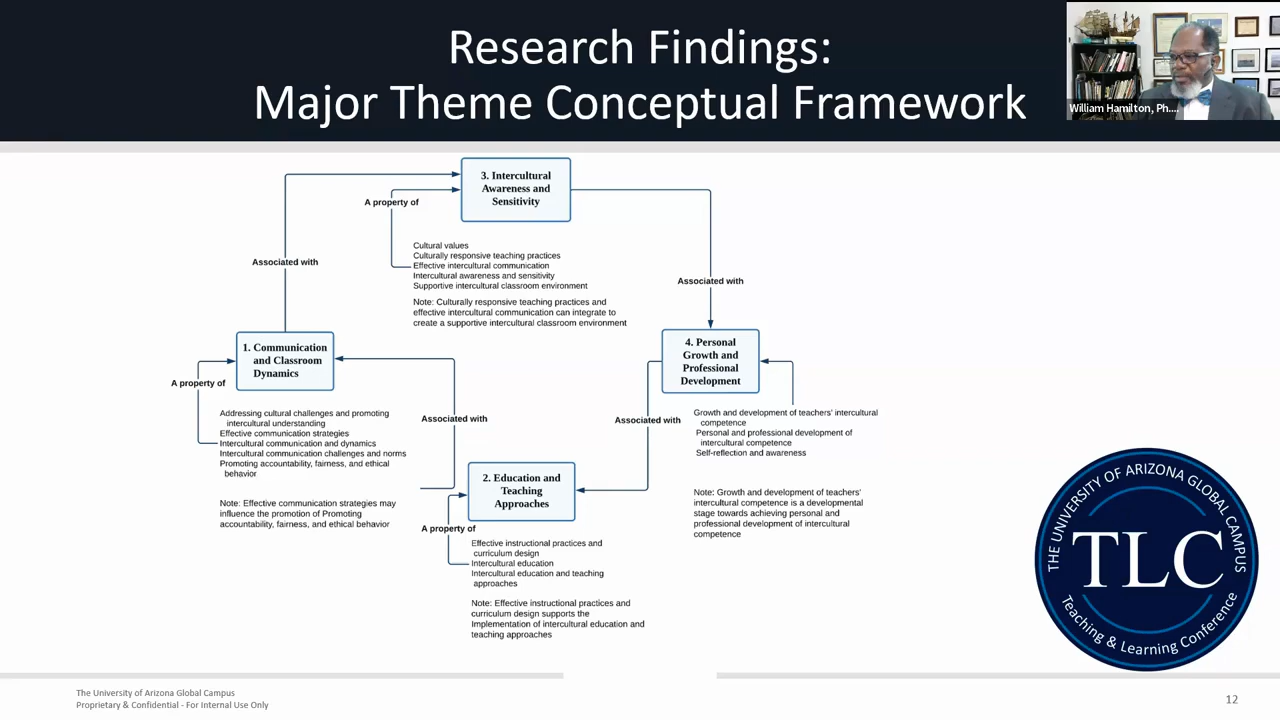 Research Findings:
Major Theme Conceptual Framework
William Hamilton, Ph....
3. Intercultural
Awareness and
Sensitivity
A property of
Cultural values
Culturally responsive teaching practices
Effective intercultural communication
Intercultural awareness and sensitivity
Supportive intercultural classroom environment
Note: Culturally responsive teaching practices and
effective intercultural communication can integrate to
create a supportive intercultural classroom environment
Associated with
Associated with
1. Communication
and Classroom
Dynamics
A property of
Addressing cultural challenges and promoting
intercultural understanding
Effective communication strategies
Intercultural communication and dynamics
Intercultural communication challenges and norms
Promoting accountability, fairness, and ethical
behavior
Note: Effective communication strategies may
influence the promotion of Promoting
accountability, fairness, and ethical behavior
Associated with
4. Personal
Growth and
Professional
Development
Associated with
Growth and development of teachers' intercultural
competence
Personal and professional development of
intercultural competence
Self-reflection and awareness
Note: Growth and development of teachers'
intercultural competence is a developmental
stage towards achieving personal and
professional development of intercultural
competence
2. Education and
Teaching
Approaches
A property of
Effective instructional practices and
curriculum design
Intercultural education
Intercultural education and teaching
approaches
Note: Effective instructional practices and
curriculum design supports the
Implementation of intercultural education and
teaching approaches
THE UNIVERSITY OF ARIZONA GLOBAL CAMPUS
TLC
Teaching & Learning Conference
The University of Arizona Global Campus
Proprietary & Confidential - For Internal Use Only
12